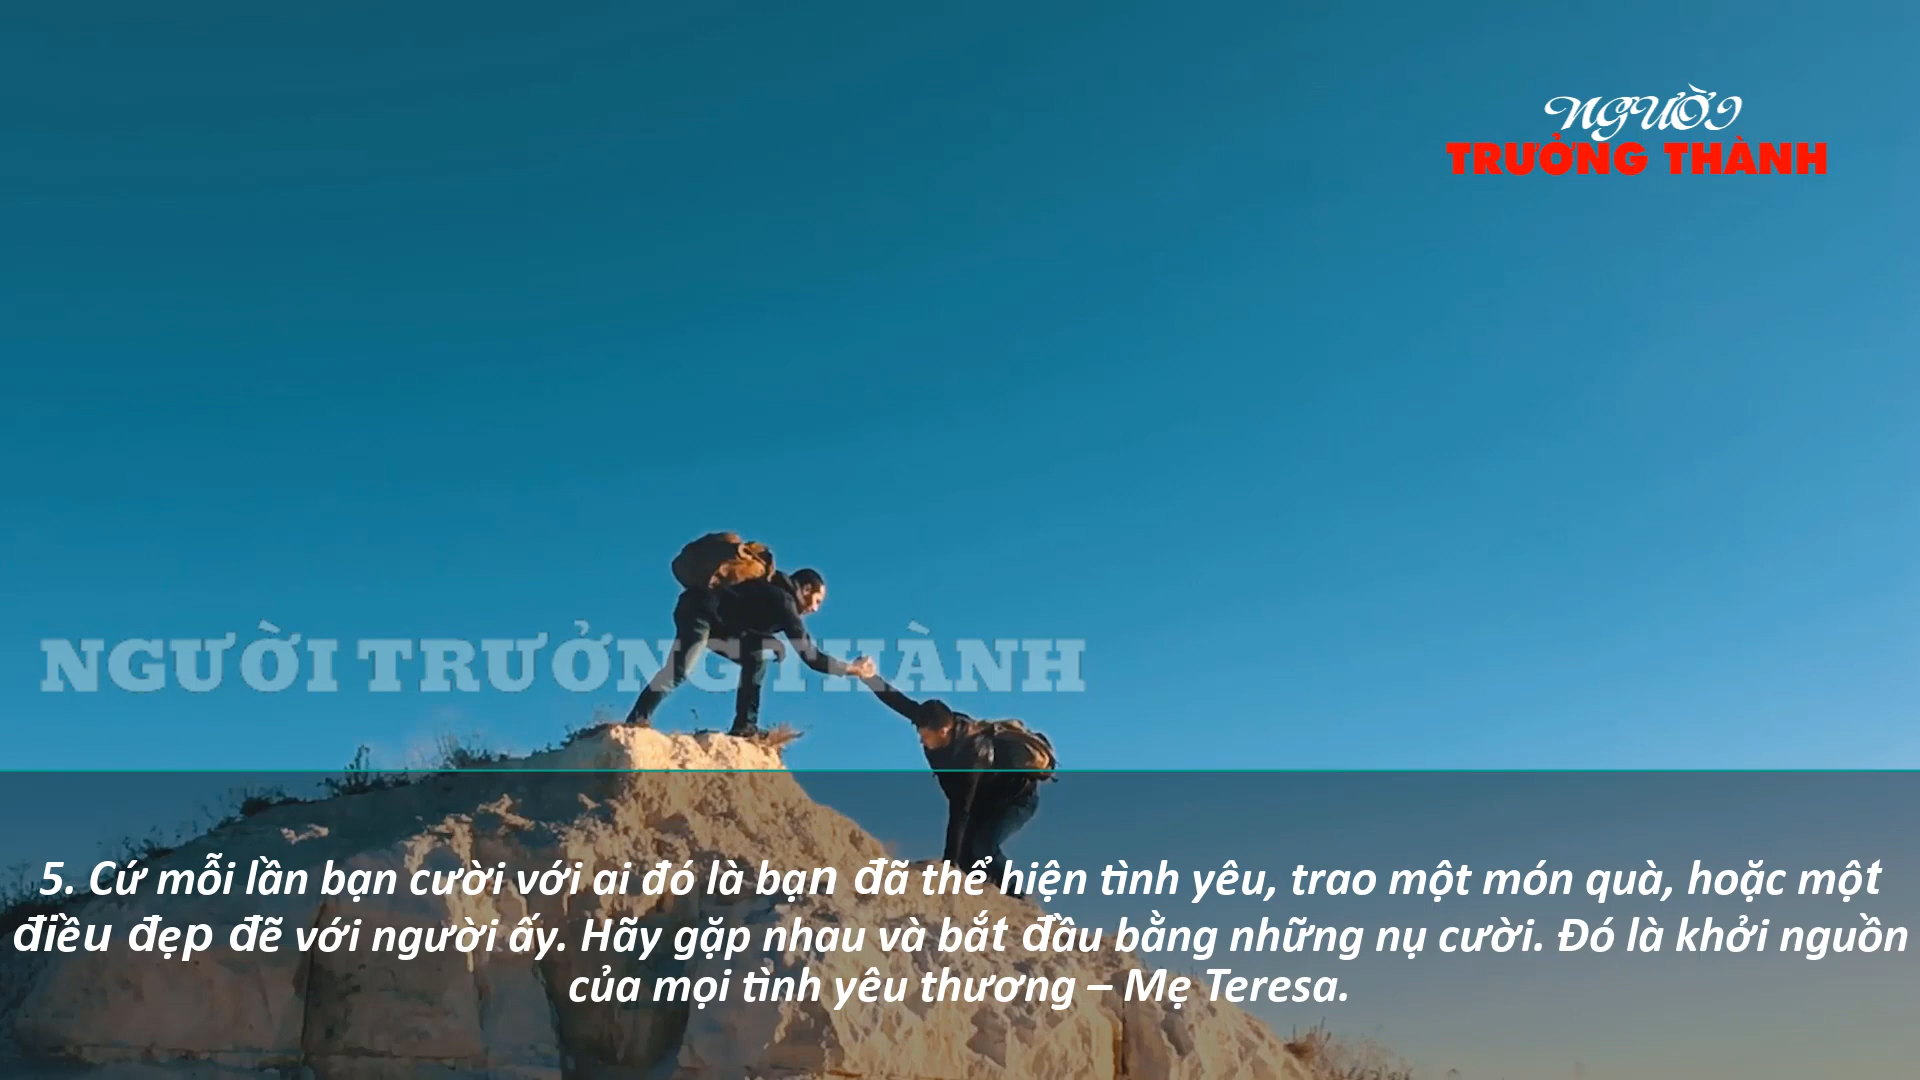 NGƯỜI
TRƯỞNG THÀNH
NGƯỜI TRƯỞNG THÀNH
5. Cứ mỗi lần bạn cười với ai đó là bạn đã thể hiện tình yêu, trao một món quà, hoặc một
điều đẹp đẽ với người ấy. Hãy gặp nhau và bắt đầu bằng những nụ cười. Đó là khởi nguồn
của mọi tình yêu thương – Mẹ Teresa.